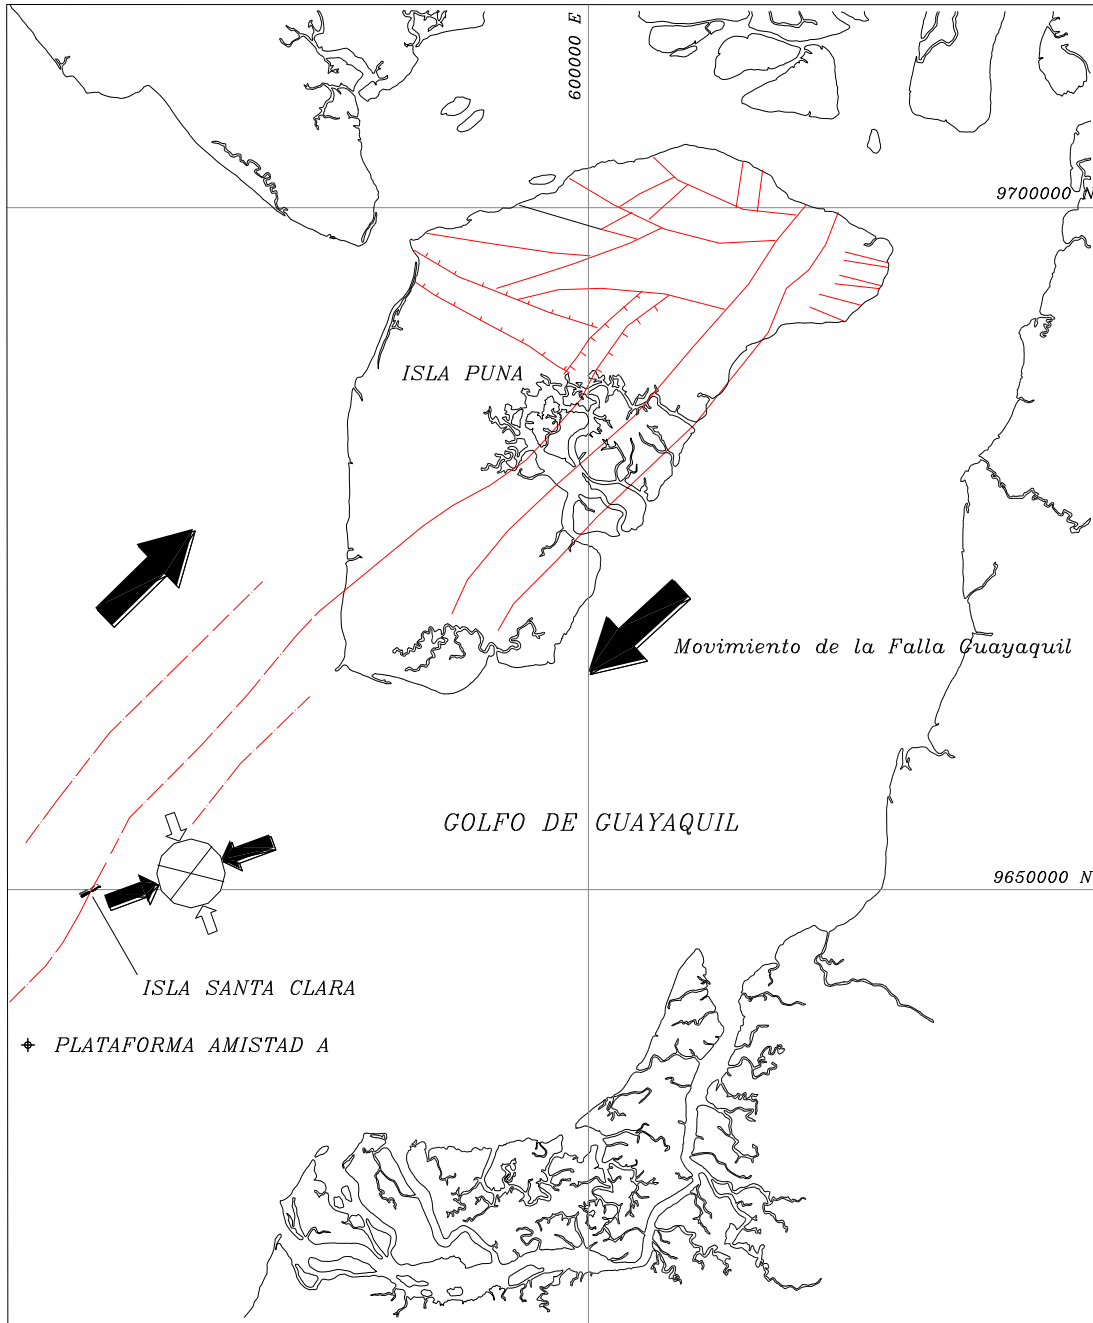 600000 E
9700000 N
ISLA PUNA
Movimiento de la Falla Guayaquil
GOLFO DE GUAYAQUIL
9650000 N
ISLA SANTA CLARA
PLATAFORMA AMISTAD A